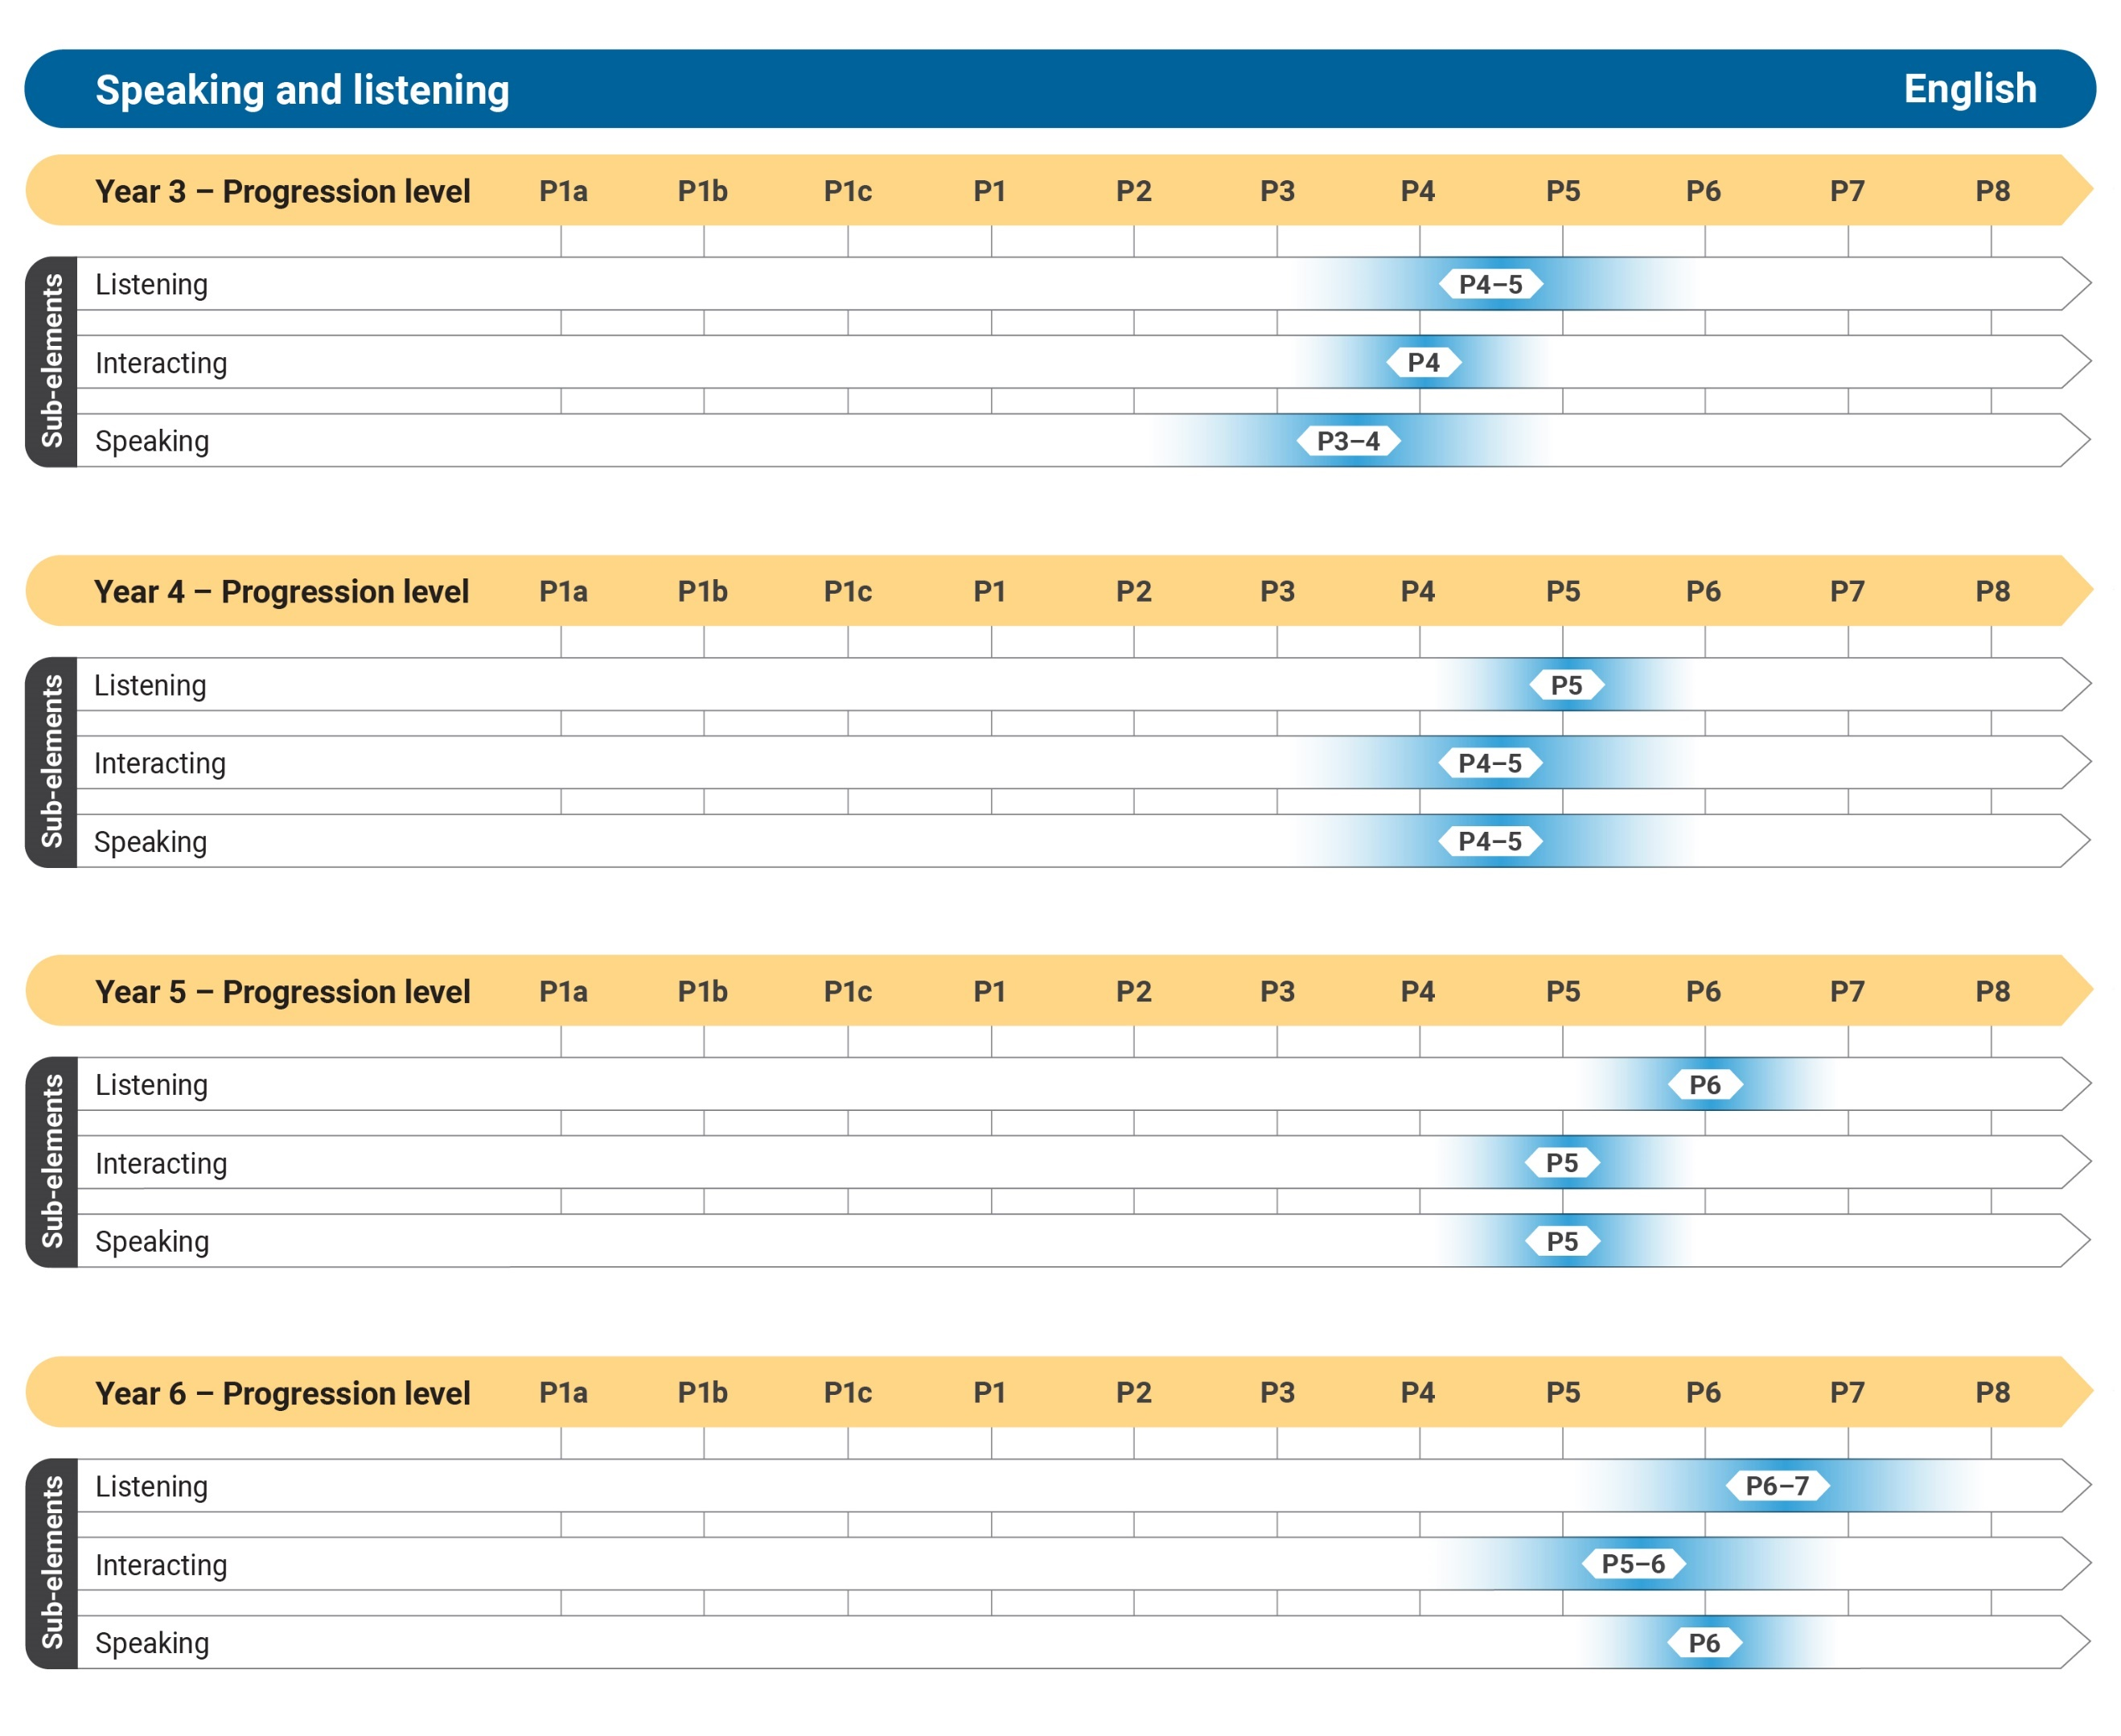 Speaking and listening English
Year 3 – Progression level P1a P1b P1c P1 P2 P3 P4 P5 P6 P7 P8
Sub-elements
Listening P4–5
Interacting P4
Speaking P3–4
Year 4 – Progression level P1a P1b P1c P1 P2 P3 P4 P5 P6 P7 P8
Sub-elements
Listening P5
Interacting P4–5
Speaking P4–5
Year 5 – Progression level P1a P1b P1c P1 P2 P3 P4 P5 P6 P7 P8
Sub-elements
Listening P6
Interacting P5
Speaking P5
Year 6 – Progression level P1a P1b P1c P1 P2 P3 P4 P5 P6 P7 P8
Sub-elements
Listening P6–7
Interacting P5–6
Speaking P6